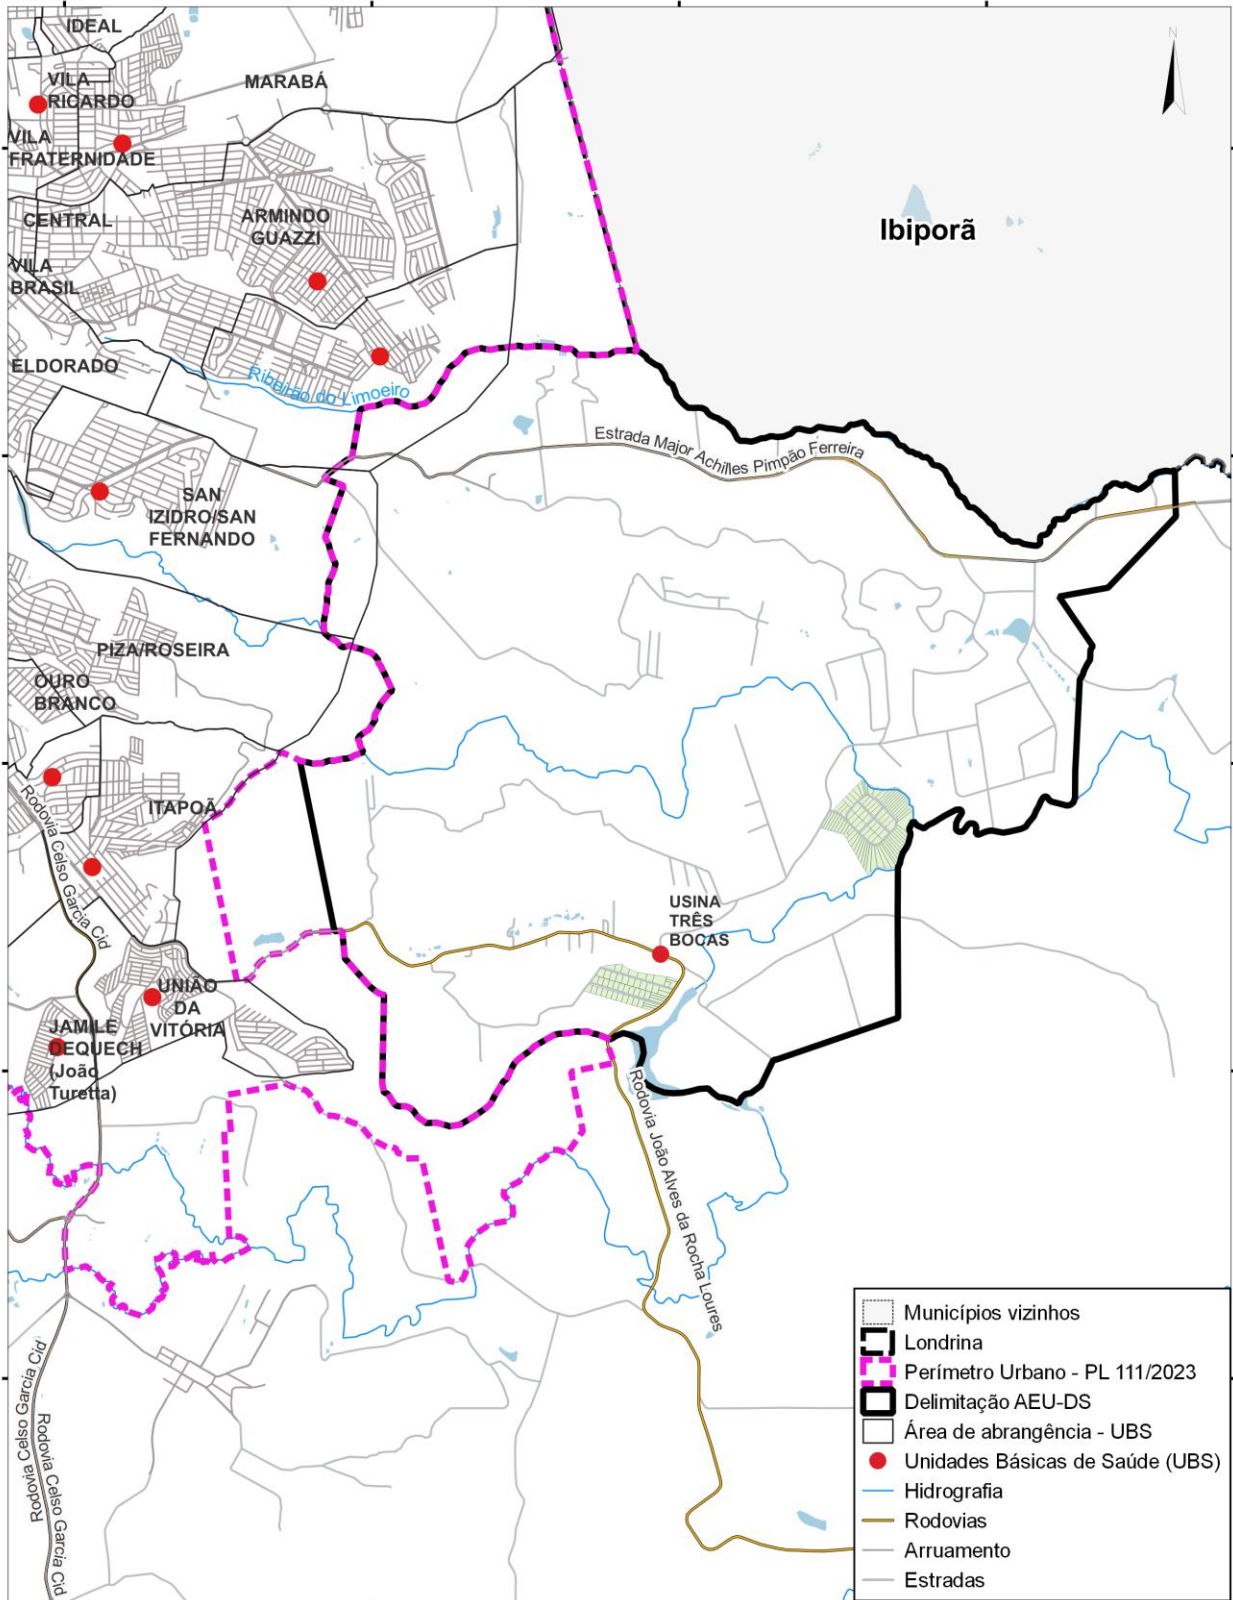 IDEAL
N
VILA
RICARDO
MARABÁ
VILA
FRATERNIDADE
CENTRAL
ARMINDO
GUAZZI
Ibiporã
VILA
BRASIL
ELDORADO
Ribeirão do Limoeiro
Estrada Major Achilles Pimpão Ferreira
SAN
IZIDRO/SAN
FERNANDO
PIZA/ROSEIRA
OURO
BRANCO
ITAPOÃ
Rodovia Celso Garcia Cid
USINA
TRÊS
BOCAS
UNIÃO
DA
VITÓRIA
JAMILE
DEQUECH
(João
Turetta)
Rodovia João Alves da Rocha Loures
Rodovia Celso Garcia Cid
Rodovia Celso Garcia Cid
Municípios vizinhos
Londrina
Perímetro Urbano - PL 111/2023
Delimitação AEU-DS
Área de abrangência - UBS
Unidades Básicas de Saúde (UBS)
Hidrografia
Rodovias
Arruamento
Estradas